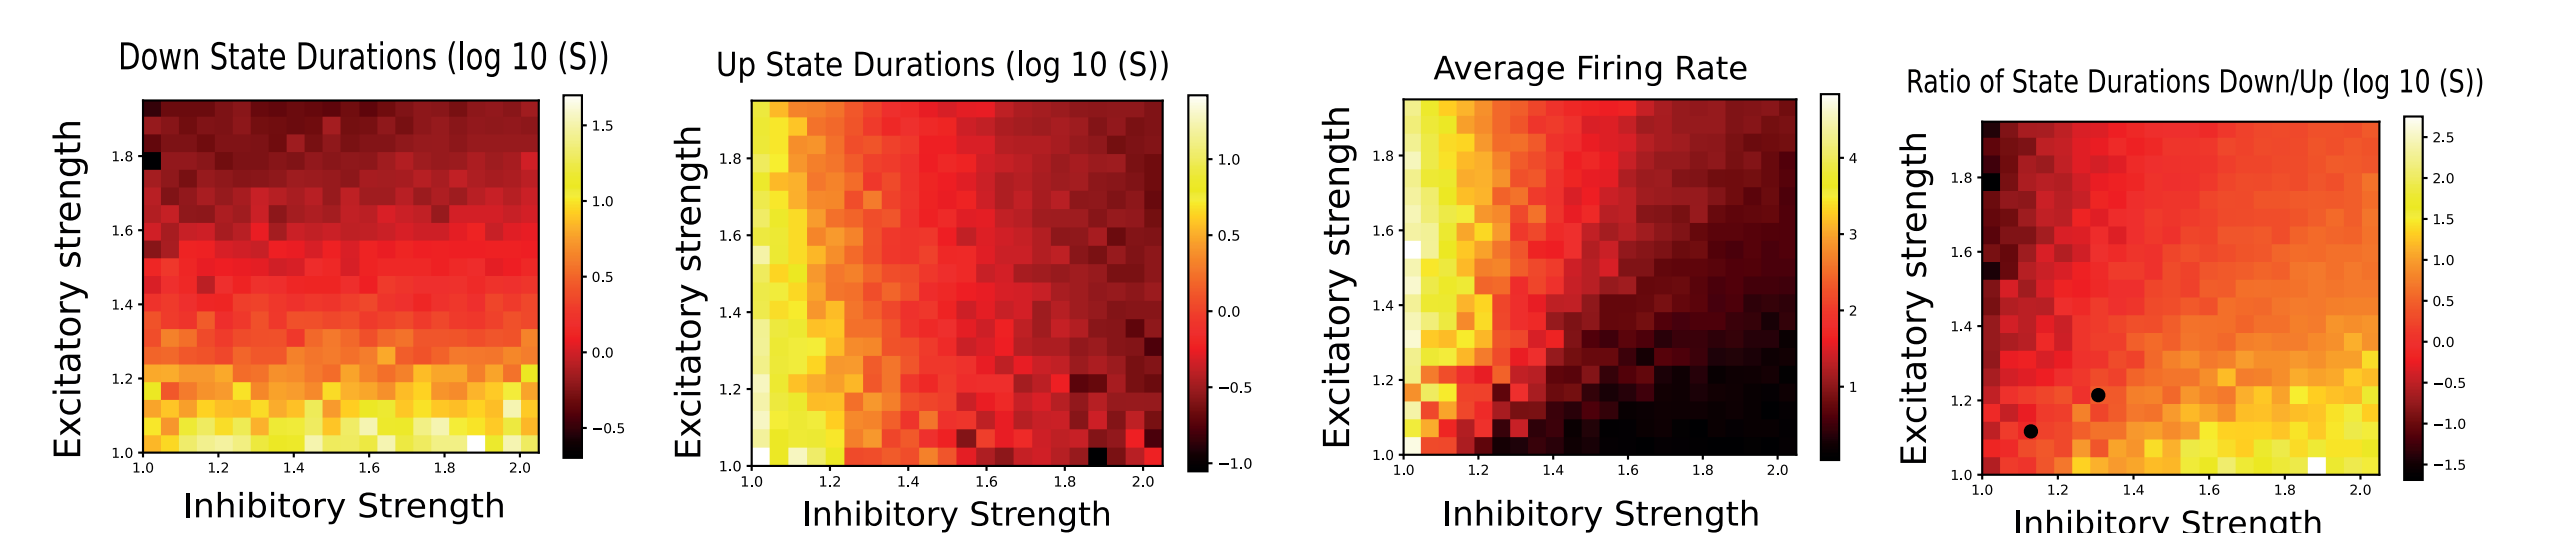 Down State Durations (log 10 (S))
Excitatory strength
1.8
1.6
1.4
1.2
1.0
1.0 1.2 1.4 1.6 1.8 2.0
Inhibitory Strength
1.5
1.0
0.5
0.0
−0.5
Up State Durations (log 10 (S))
Excitatory strength
1.8
1.6
1.4
1.2
1.0
1.0 1.2 1.4 1.6 1.8 2.0
Inhibitory Strength
1.0
0.5
0.0
−0.5
−1.0
Average Firing Rate
Excitatory strength
1.8
1.6
1.4
1.2
1.0
1.0 1.2 1.4 1.6 1.8 2.0
Inhibitory Strength
4
3
2
1
Ratio of State Durations Down/Up (log 10 (S))
Excitatory strength
1.8
1.6
1.4
1.2
1.0
1.0 1.2 1.4 1.6 1.8 2.0
Inhibitory Strength
2.5
2.0
1.5
1.0
0.5
0.0
−0.5
−1.0
−1.5